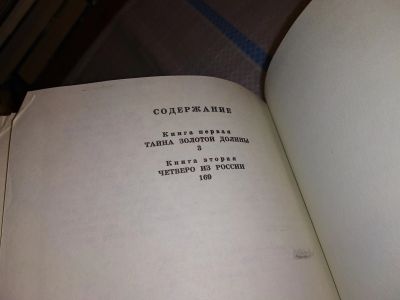 СОДЕРЖАНИЕ
Книга первая
ТАЙНА ЗОЛОТОЙ ДОЛИНЫ
3
Книга вторая
ЧЕТВЕРО ИЗ РОССИИ
169